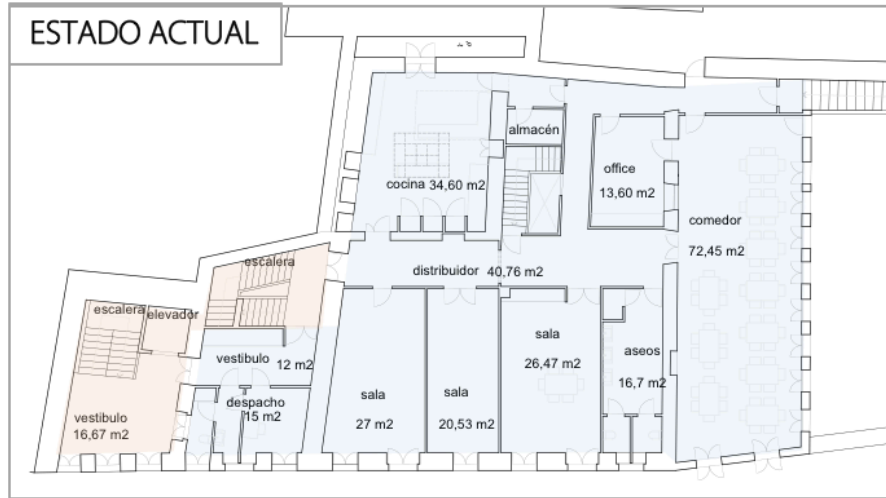 ESTADO ACTUAL
almacén
office
13,60 m2
cocina 34,60 m2
comedor
72,45 m2
escalera
distribuidor 40,76 m2
escalera
elevador
vestibulo
12 m2
sala
26,47 m2
aseos
16,7 m2
despacho
15 m2
sala
27 m2
sala
20,53 m2
vestibulo
16,67 m2